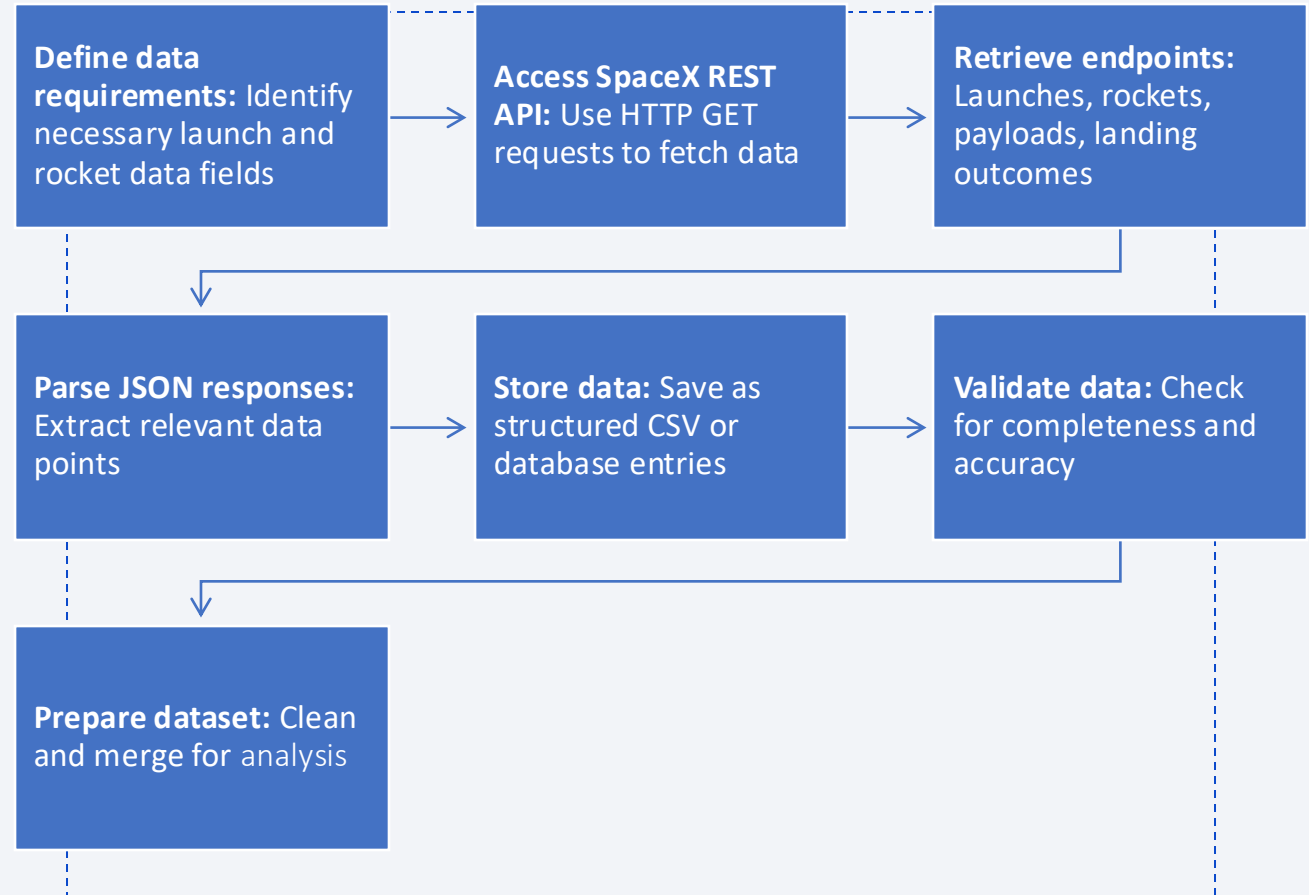 Define data
requirements: Identify
necessary launch and
rocket data fields
Access SpaceX REST
API: Use HTTP GET
requests to fetch data
Retrieve endpoints:
Launches, rockets,
payloads, landing
outcomes
Parse JSON responses:
Extract relevant data
points
Store data: Save as
structured CSV or
database entries
Validate data: Check
for completeness and
accuracy
Prepare dataset: Clean
and merge for analysis